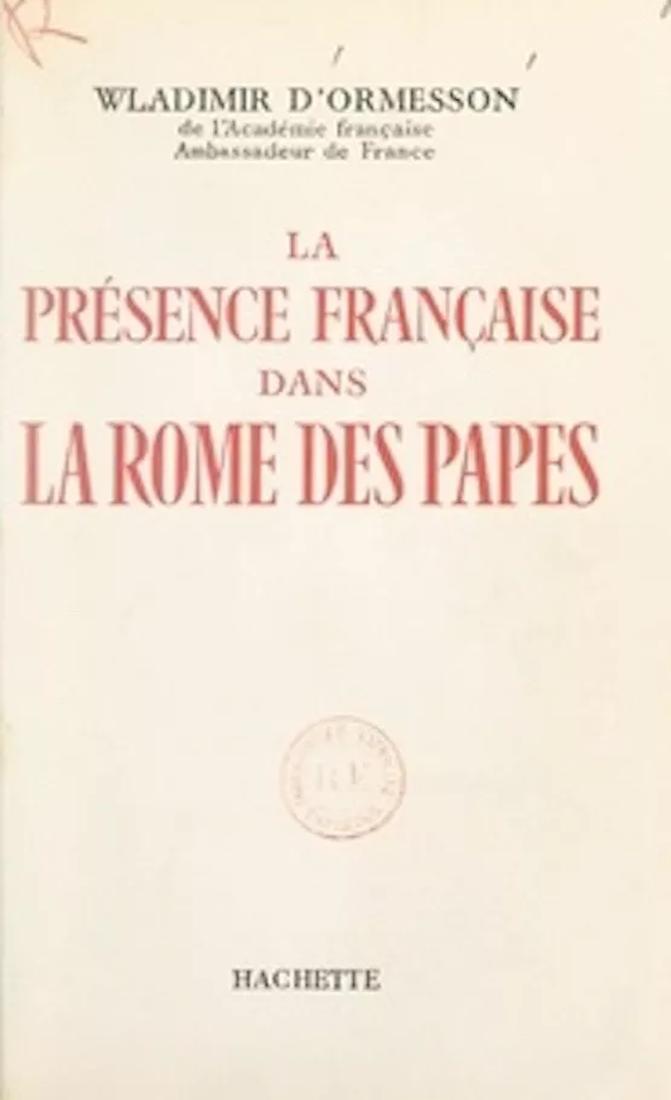 WLADIMIR D'ORMESSON
de l'Académie française
Ambassadeur de France
LA
PRÉSENCE FRANÇAISE
DANS
LA ROME DES PAPES
HACHETTE